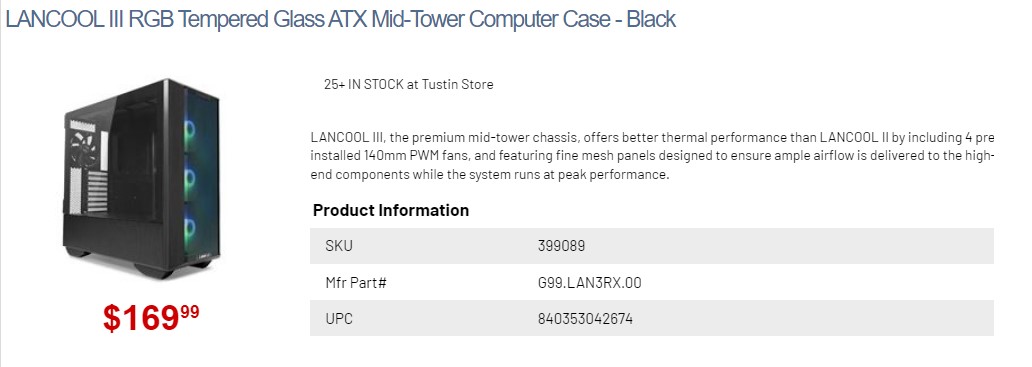 LANCOOL III RGB Tempered Glass ATX Mid-Tower Computer Case - Black
25+ IN STOCK at Tustin Store
LANCOOL III, the premium mid-tower chassis, offers better thermal performance than LANCOOL II by including 4 pre
installed 140mm PWM fans, and featuring fine mesh panels designed to ensure ample airflow is delivered to the high-
end components while the system runs at peak performance.
Product Information
SKU 399089
Mfr Part# G99.LAN3RX.00
UPC 840353042674
$169⁹⁹